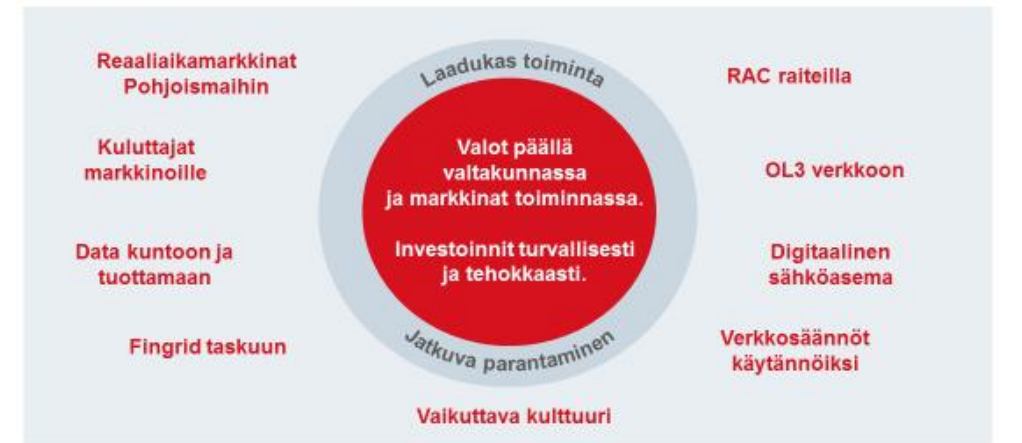 Reaaliaikamarkkinat
Pohjoismaihin
Kuluttajat
markkinoille
Data kuntoon ja
tuottamaan
Fingrid taskuun
Laadukas toiminta
Valot päällä
valtakunnassa
ja markkinat toiminnassa.
Investoinnit turvallisesti
ja tehokkaasti.
Jatkuva parantaminen
Vaikuttava kulttuuri
RAC raiteilla
OL3 verkkoon
Digitaalinen
sähköasema
Verkkosäännöt
käytännöiksi